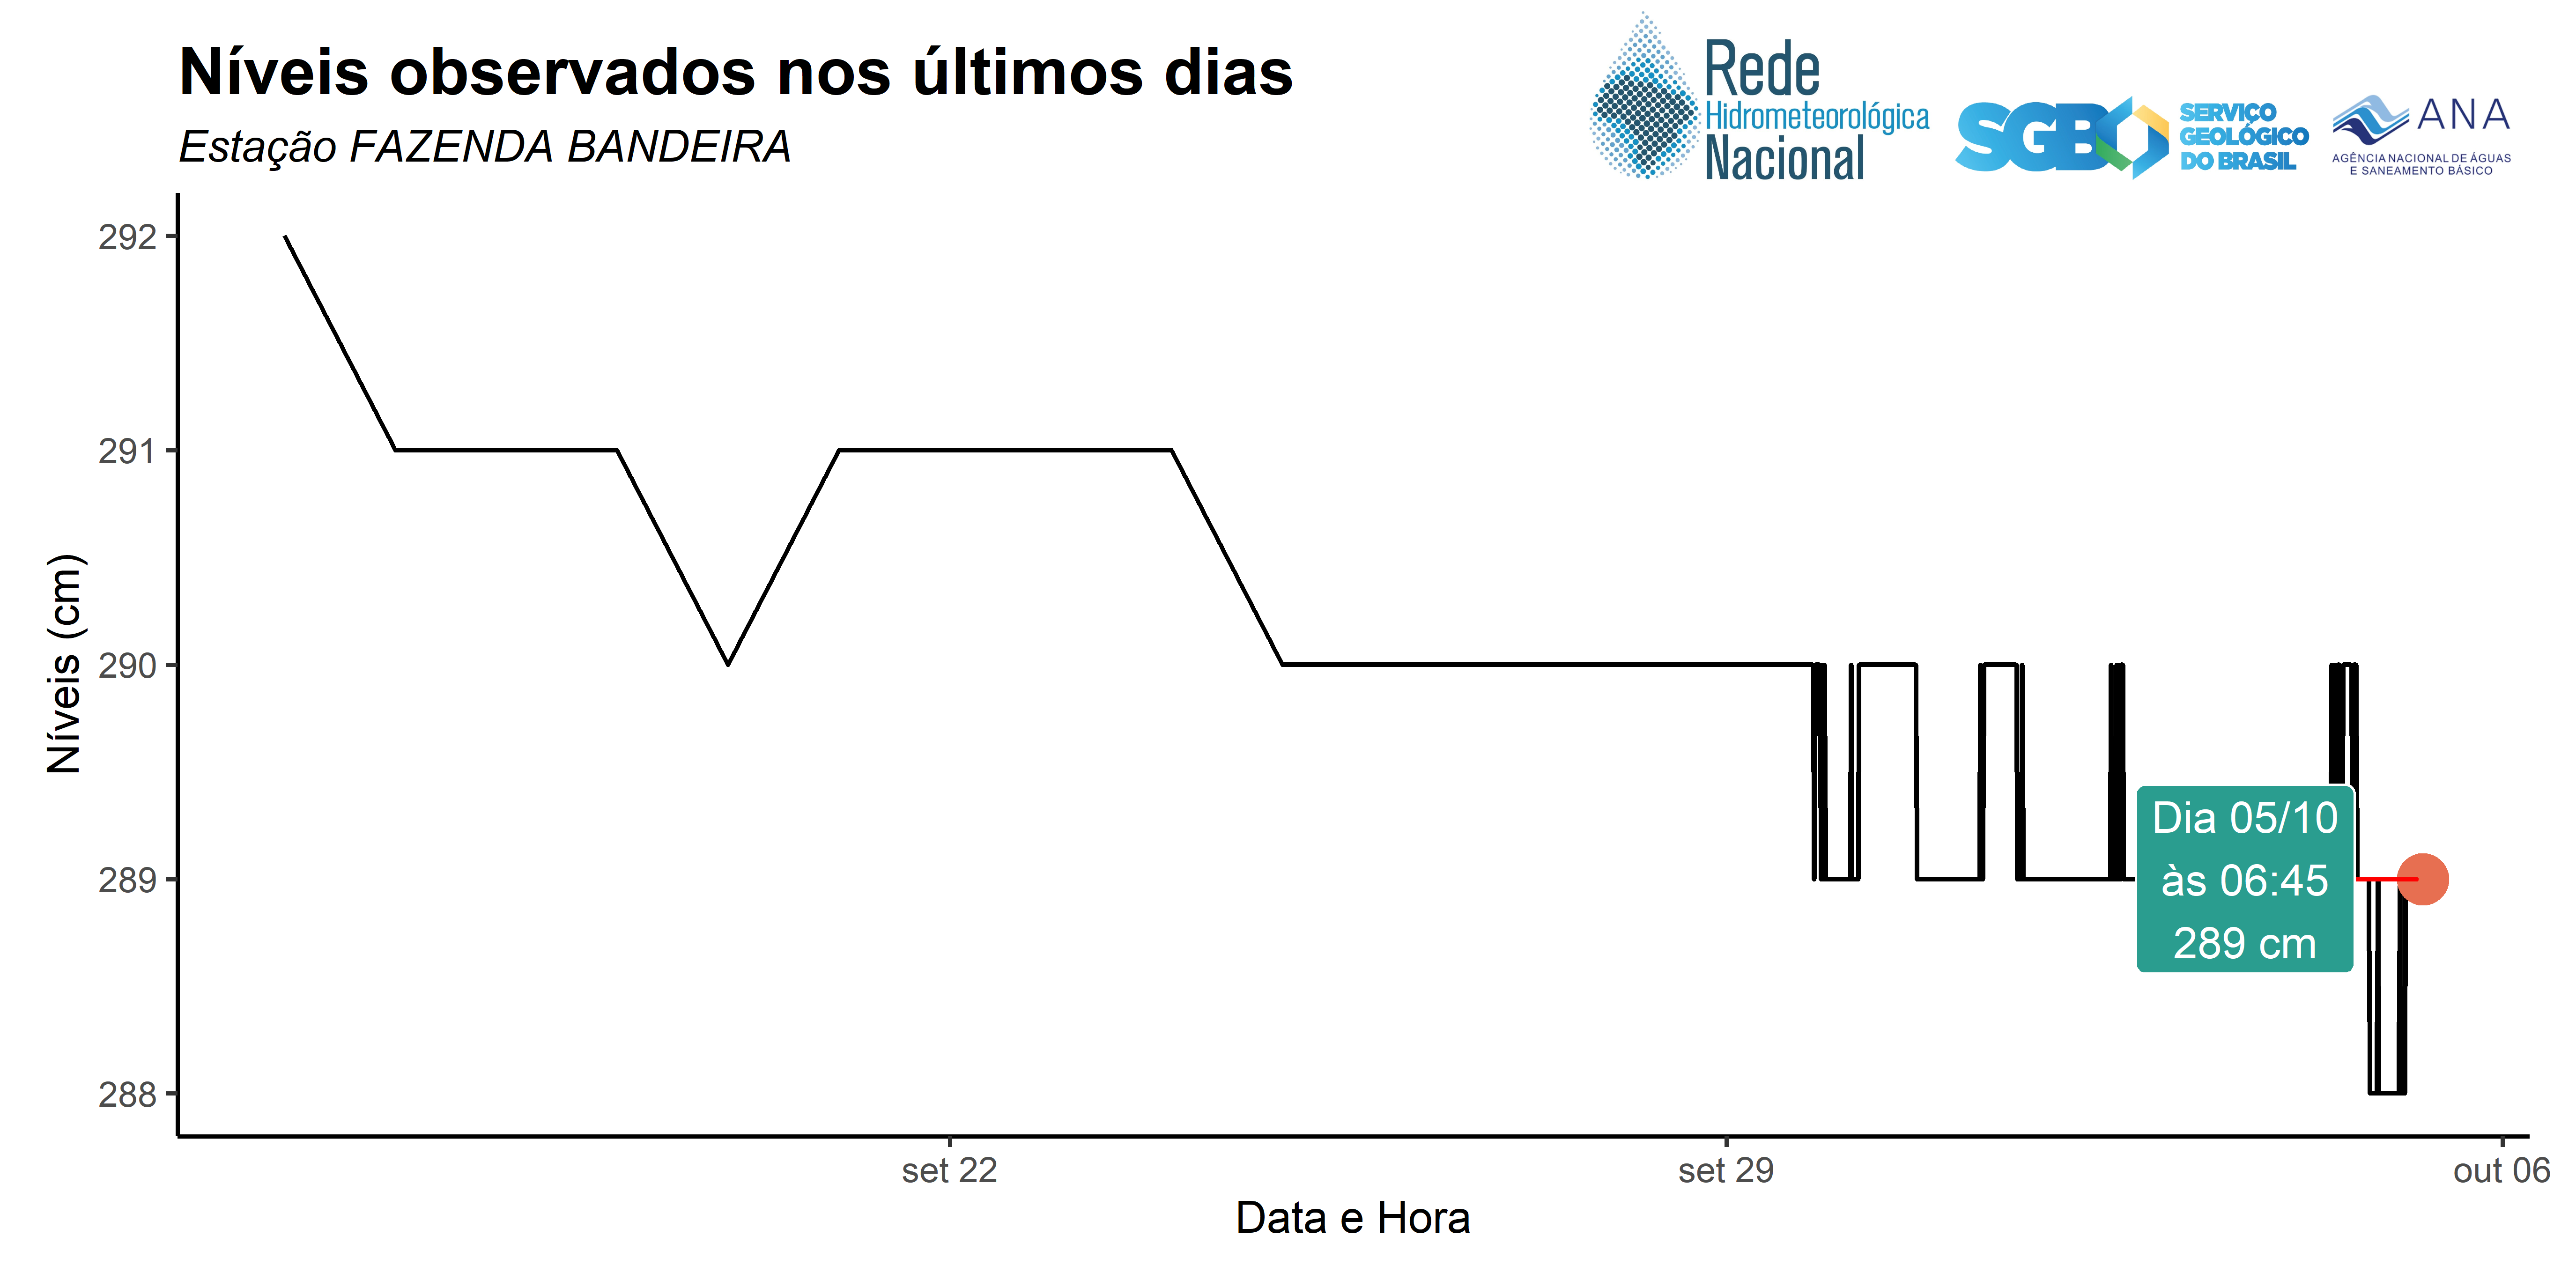 Níveis observados nos últimos dias
Estação FAZENDA BANDEIRA
Rede
Hidrometeorológica
Nacional
SGB
SERVIÇO
GEOLÓGICO
DO BRASIL
ANA
AGÊNCIA NACIONAL DE ÁGUAS
E SANEAMENTO BÁSICO
Níveis (cm)
292
291
290
289
288
Dia 05/10
às 06:45
289 cm
set 22
set 29
out 06
Data e Hora